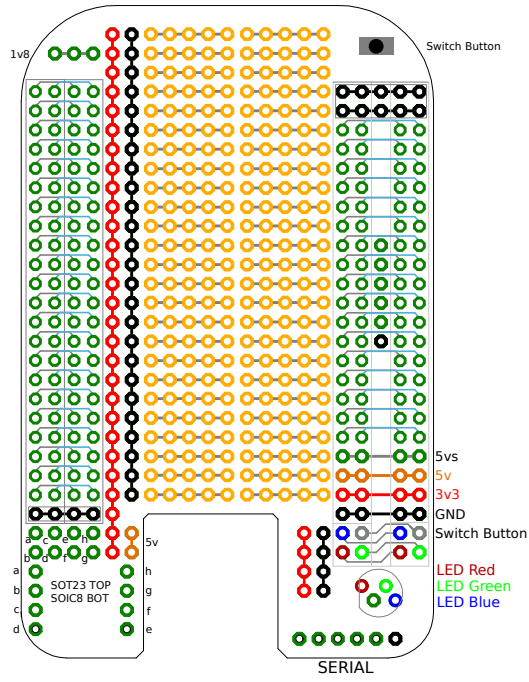 Switch Button
1v8
5vs
5v
3v3
GND
Switch Button
a c e h
5v
b d f g
a
h
SOT23 TOP
SOIC8 BOT
b
g
c
f
d
e
LED Red
LED Green
LED Blue
SERIAL